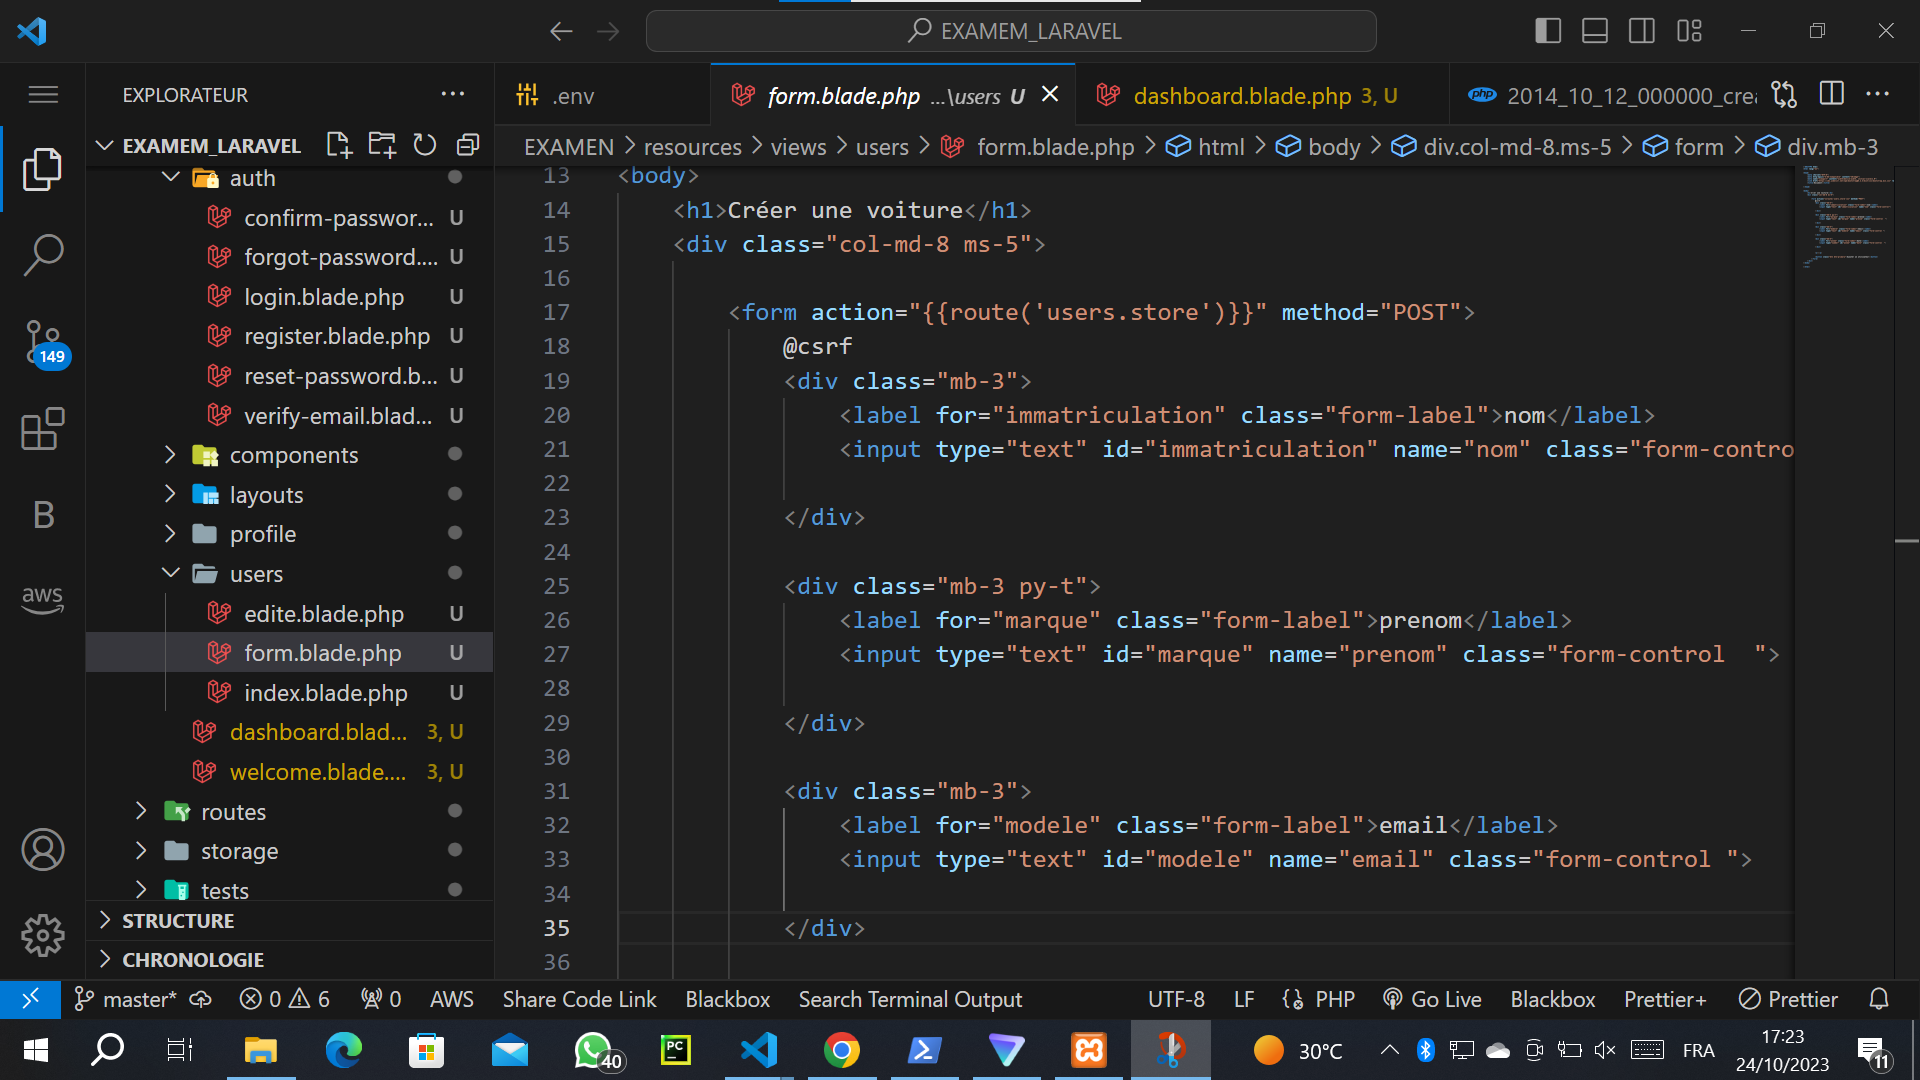 EXAMEM_LARAVEL
EXPLORATEUR
.env
form.blade.php ...\users U
dashboard.blade.php 3, U
php 2014_10_12_000000_crea
EXAMEM_LARAVEL
EXAMEN > resources > views > users > form.blade.php > html > body > div.col-md-8.ms-5 > form > div.mb-3
auth
confirm-passwor... U
forgot-password.... U
login.blade.php U
register.blade.php U
reset-password.b... U
verify-email.blad... U
components
layouts
profile
users
edite.blade.php U
form.blade.php U
index.blade.php U
dashboard.blad... 3, U
welcome.blade.... 3, U
routes
storage
tests
STRUCTURE
CHRONOLOGIE
149
B
aws
13 <body>
14 <h1>Créer une voiture</h1>
15 <div class="col-md-8 ms-5">
16
17 <form action="{{route('users.store')}}" method="POST">
18 @csrf
19 <div class="mb-3">
20 <label for="immatriculation" class="form-label">nom</label>
21 <input type="text" id="immatriculation" name="nom" class="form-contro
22
23 </div>
24
25 <div class="mb-3 py-t">
26 <label for="marque" class="form-label">prenom</label>
27 <input type="text" id="marque" name="prenom" class="form-control  ">
28
29 </div>
30
31 <div class="mb-3">
32 <label for="modele" class="form-label">email</label>
33 <input type="text" id="modele" name="email" class="form-control ">
34
35 </div>
36
master* 0 6 0 AWS Share Code Link Blackbox Search Terminal Output UTF-8 LF PHP Go Live Blackbox Prettier+ Prettier
40
PC
30°C
FRA
17:23
24/10/2023
11